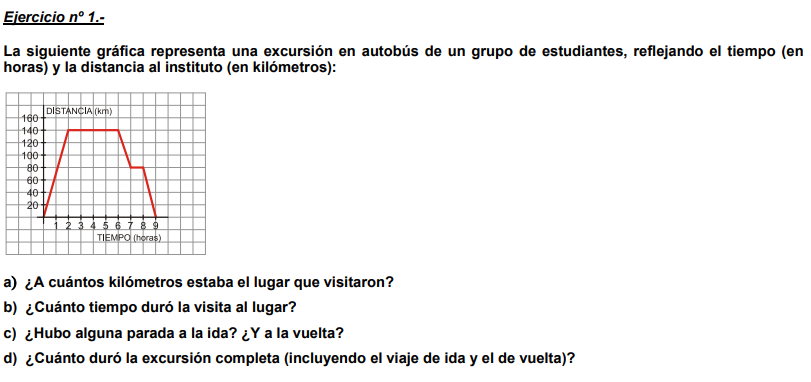 Ejercicio nº 1.-
La siguiente gráfica representa una excursión en autobús de un grupo de estudiantes, reflejando el tiempo (en
horas) y la distancia al instituto (en kilómetros):
DISTANCIA (km)
160
140
120
100
80
60
40
20
1 2 3 4 5 6 7 8 9
TIEMPO (horas)
a) ¿A cuántos kilómetros estaba el lugar que visitaron?
b) ¿Cuánto tiempo duró la visita al lugar?
c) ¿Hubo alguna parada a la ida? ¿Y a la vuelta?
d) ¿Cuánto duró la excursión completa (incluyendo el viaje de ida y el de vuelta)?